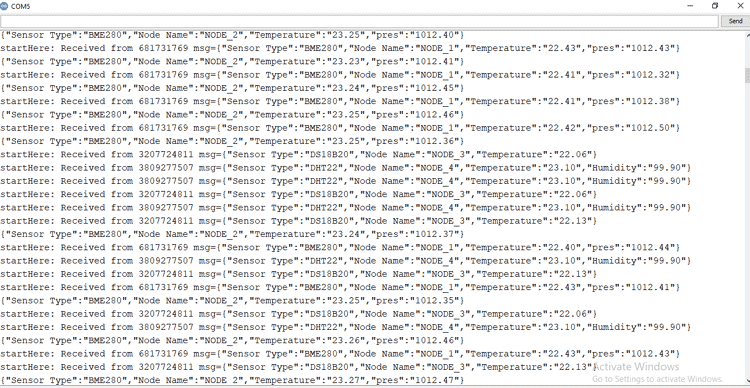 COM5
Send
{"Sensor Type":"BME280","Node Name":"NODE_2","Temperature":"23.25","pres":"1012.40"}
startHere: Received from 681731769 msg={"Sensor Type":"BME280","Node Name":"NODE_1","Temperature":"22.43","pres":"1012.43"}
{"Sensor Type":"BME280","Node Name":"NODE_2","Temperature":"23.23","pres":"1012.41"}
startHere: Received from 681731769 msg={"Sensor Type":"BME280","Node Name":"NODE_1","Temperature":"22.41","pres":"1012.32"}
{"Sensor Type":"BME280","Node Name":"NODE_2","Temperature":"23.24","pres":"1012.45"}
startHere: Received from 681731769 msg={"Sensor Type":"BME280","Node Name":"NODE_1","Temperature":"22.41","pres":"1012.38"}
{"Sensor Type":"BME280","Node Name":"NODE_2","Temperature":"23.25","pres":"1012.46"}
startHere: Received from 681731769 msg={"Sensor Type":"BME280","Node Name":"NODE_1","Temperature":"22.42","pres":"1012.50"}
{"Sensor Type":"BME280","Node Name":"NODE_2","Temperature":"23.25","pres":"1012.36"}
startHere: Received from 3207724811 msg={"Sensor Type":"DS18B20","Node Name":"NODE_3","Temperature":"22.06"}
startHere: Received from 3809277507 msg={"Sensor Type":"DHT22","Node Name":"NODE_4","Temperature":"23.10","Humidity":"99.90"}
startHere: Received from 3809277507 msg={"Sensor Type":"DHT22","Node Name":"NODE_4","Temperature":"23.10","Humidity":"99.90"}
startHere: Received from 3207724811 msg={"Sensor Type":"DS18B20","Node Name":"NODE_3","Temperature":"22.06"}
startHere: Received from 3809277507 msg={"Sensor Type":"DHT22","Node Name":"NODE_4","Temperature":"23.10","Humidity":"99.90"}
startHere: Received from 3207724811 msg={"Sensor Type":"DS18B20","Node Name":"NODE_3","Temperature":"22.13"}
{"Sensor Type":"BME280","Node Name":"NODE_2","Temperature":"23.24","pres":"1012.37"}
startHere: Received from 681731769 msg={"Sensor Type":"BME280","Node Name":"NODE_1","Temperature":"22.40","pres":"1012.44"}
startHere: Received from 3809277507 msg={"Sensor Type":"DHT22","Node Name":"NODE_4","Temperature":"23.10","Humidity":"99.90"}
startHere: Received from 3207724811 msg={"Sensor Type":"DS18B20","Node Name":"NODE_3","Temperature":"22.13"}
startHere: Received from 681731769 msg={"Sensor Type":"BME280","Node Name":"NODE_1","Temperature":"22.43","pres":"1012.41"}
{"Sensor Type":"BME280","Node Name":"NODE_2","Temperature":"23.25","pres":"1012.35"}
startHere: Received from 3207724811 msg={"Sensor Type":"DS18B20","Node Name":"NODE_3","Temperature":"22.06"}
startHere: Received from 3809277507 msg={"Sensor Type":"DHT22","Node Name":"NODE_4","Temperature":"23.10","Humidity":"99.90"}
{"Sensor Type":"BME280","Node Name":"NODE_2","Temperature":"23.26","pres":"1012.46"}
startHere: Received from 681731769 msg={"Sensor Type":"BME280","Node Name":"NODE_1","Temperature":"22.43","pres":"1012.43"}
startHere: Received from 3207724811 msg={"Sensor Type":"DS18B20","Node Name":"NODE_3","Temperature":"22.13"}
{"Sensor Type":"BME280","Node Name":"NODE_2","Temperature":"23.27","pres":"1012.47"}
Activate Windows
Go to Settings to activate Windows.